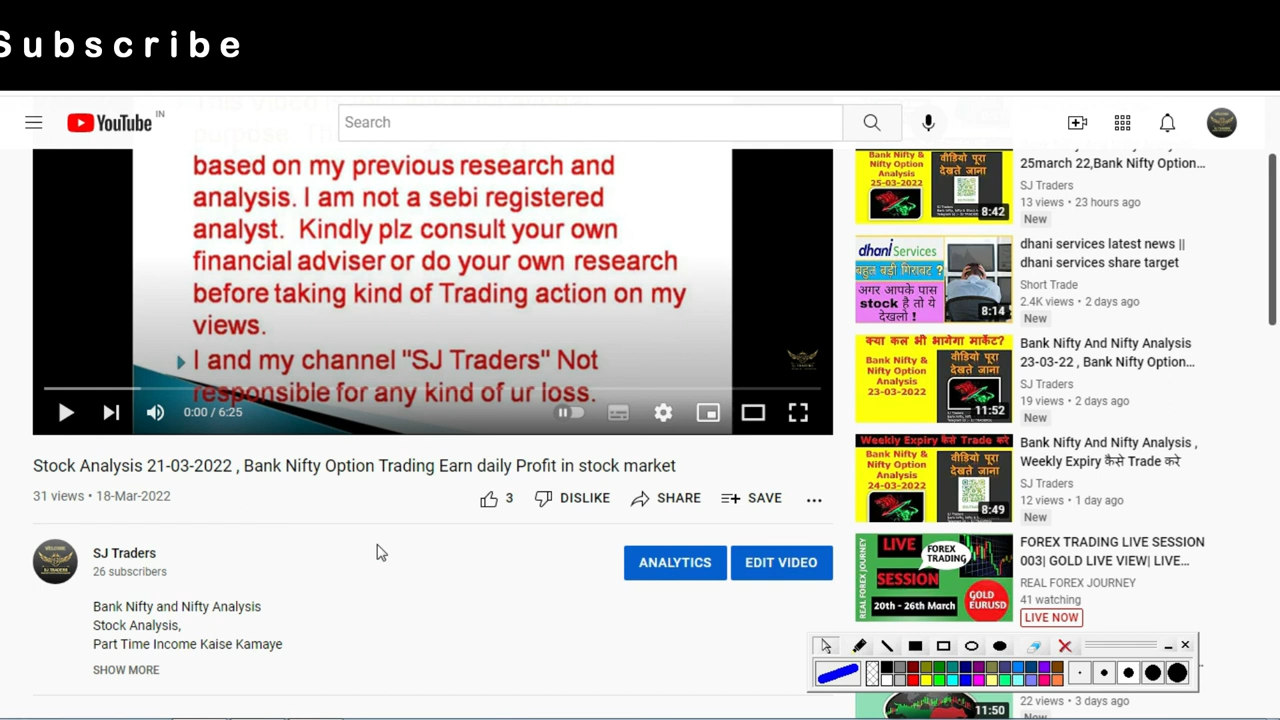 Subscribe
YouTube IN
Search
based on my previous research and
analysis. I am not a sebi registered
analyst. Kindly plz consult your own
financial adviser or do your own research
before taking kind of Trading action on my
views.
I and my channel "SJ Traders" Not
responsible for any kind of ur loss.
0:00 / 6:25
Stock Analysis 21-03-2022 , Bank Nifty Option Trading Earn daily Profit in stock market
31 views • 18-Mar-2022
3 DISLIKE SHARE SAVE ...
SJ Traders
26 subscribers
ANALYTICS
EDIT VIDEO
Bank Nifty and Nifty Analysis
Stock Analysis,
Part Time Income Kaise Kamaye
SHOW MORE
Bank Nifty &
Nifty Option
Analysis
25-03-2022
वीडियो पूरा
देखते जाना
8:42
25march 22,Bank Nifty Option...
SJ Traders
13 views • 23 hours ago
New
dhani Services
बहुत बडी गिरावट ?
अगर आपके पास
stock है तो ये
देखलो !
8:14
dhani services latest news ||
dhani services share target
Short Trade
2.4K views • 2 days ago
New
क्या कल भी भागेगा मार्केट?
Bank Nifty &
Nifty Option
Analysis
23-03-2022
वीडियो पूरा
देखते जाना
11:52
Bank Nifty And Nifty Analysis
23-03-22 , Bank Nifty Option...
SJ Traders
19 views • 2 days ago
New
Weekly Expiry कैसे Trade करे
Bank Nifty &
Nifty Option
Analysis
24-03-2022
वीडियो पूरा
देखते जाना
8:49
Bank Nifty And Nifty Analysis ,
Weekly Expiry कैसे Trade करे
SJ Traders
12 views • 1 day ago
New
REAL FOREX JOURNEY
LIVE
FOREX
TRADING
SESSION
GOLD
EURUSD
20th - 26th March
FOREX TRADING LIVE SESSION
003| GOLD LIVE VIEW| LIVE...
REAL FOREX JOURNEY
41 watching
LIVE NOW
11:50
22 views • 3 days ago